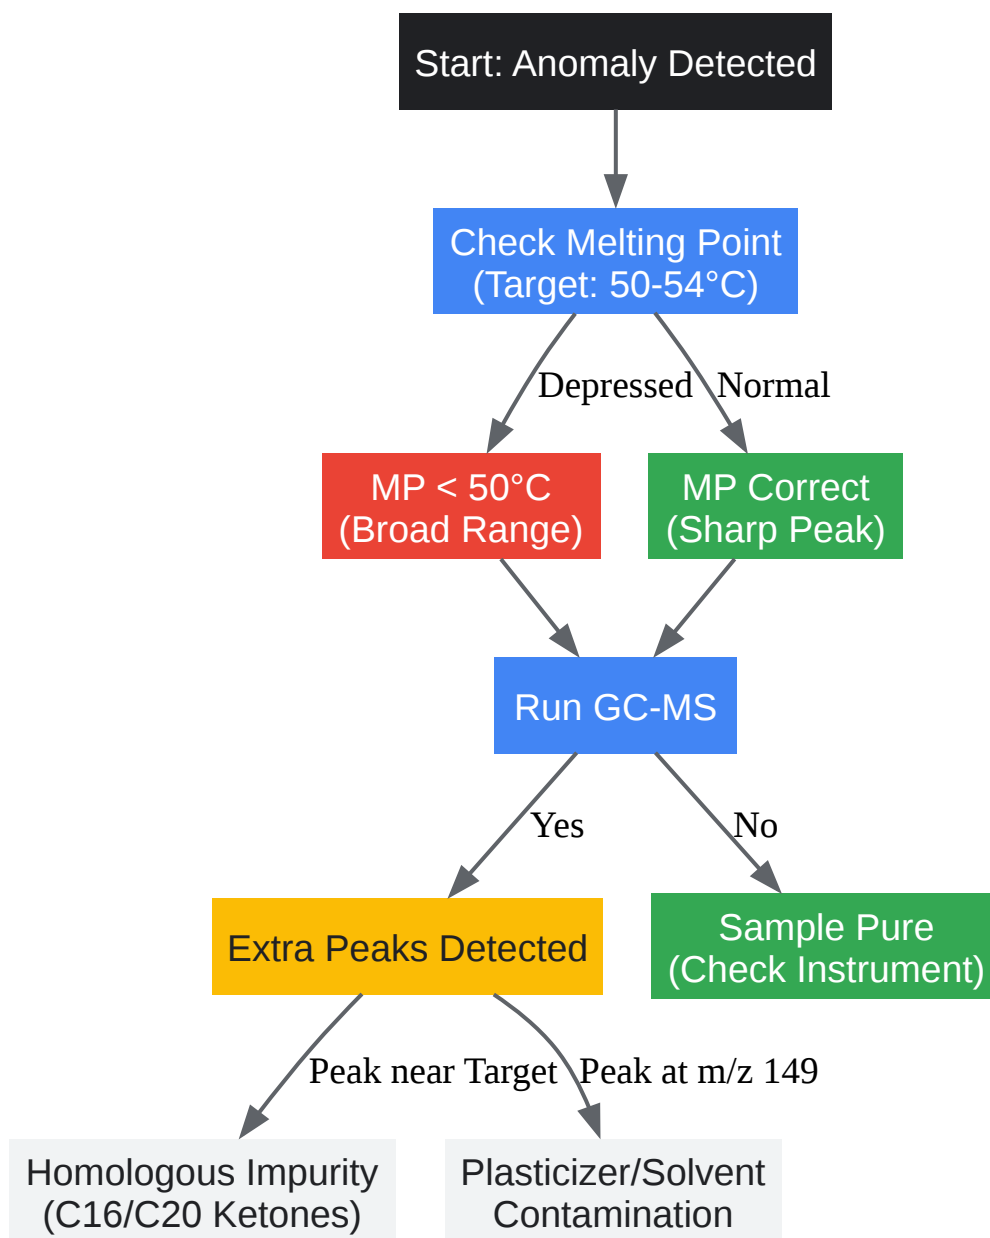 Start: Anomaly Detected
Check Melting Point
(Target: 50-54°C)
Depressed
Normal
MP < 50°C
(Broad Range)
MP Correct
(Sharp Peak)
Run GC-MS
Yes
No
Extra Peaks Detected
Sample Pure
(Check Instrument)
Peak near Target
Peak at m/z 149
Homologous Impurity
(C16/C20 Ketones)
Plasticizer/Solvent
Contamination